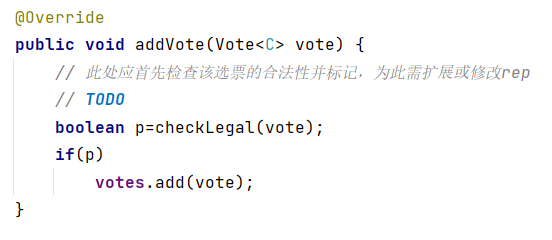 @Override
public void addVote(Vote<C> vote) {
// 此处应首先检查该选票的合法性并标记，为此需扩展或修改rep
// TODO
boolean p=checkLegal(vote);
if(p)
votes.add(vote);
}